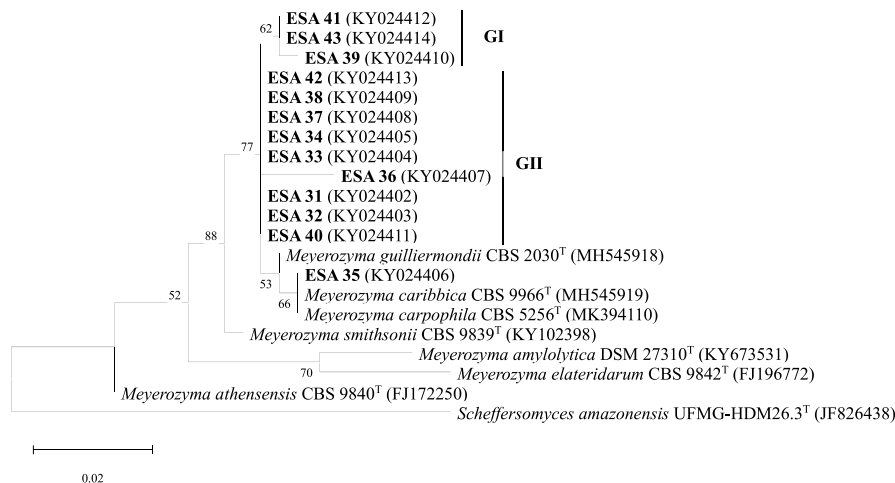 62
ESA 41 (KY024412)
ESA 43 (KY024414)
GI
ESA 39 (KY024410)
ESA 42 (KY024413)
ESA 38 (KY024409)
ESA 37 (KY024408)
ESA 34 (KY024405)
77
ESA 33 (KY024404)
GII
ESA 36 (KY024407)
ESA 31 (KY024402)
ESA 32 (KY024403)
88
ESA 40 (KY024411)
Meyerozyma guilliermondii CBS 2030ᵀ (MH545918)
53
ESA 35 (KY024406)
52
66
Meyerozyma caribbica CBS 9966ᵀ (MH545919)
Meyerozyma carpophila CBS 5256ᵀ (MK394110)
Meyerozyma smithsonii CBS 9839ᵀ (KY102398)
Meyerozyma amylolytica DSM 27310ᵀ (KY673531)
70
Meyerozyma elateridarum CBS 9842ᵀ (FJ196772)
Meyerozyma athensensis CBS 9840ᵀ (FJ172250)
Scheffersomyces amazonensis UFMG-HDM26.3ᵀ (JF826438)
0.02